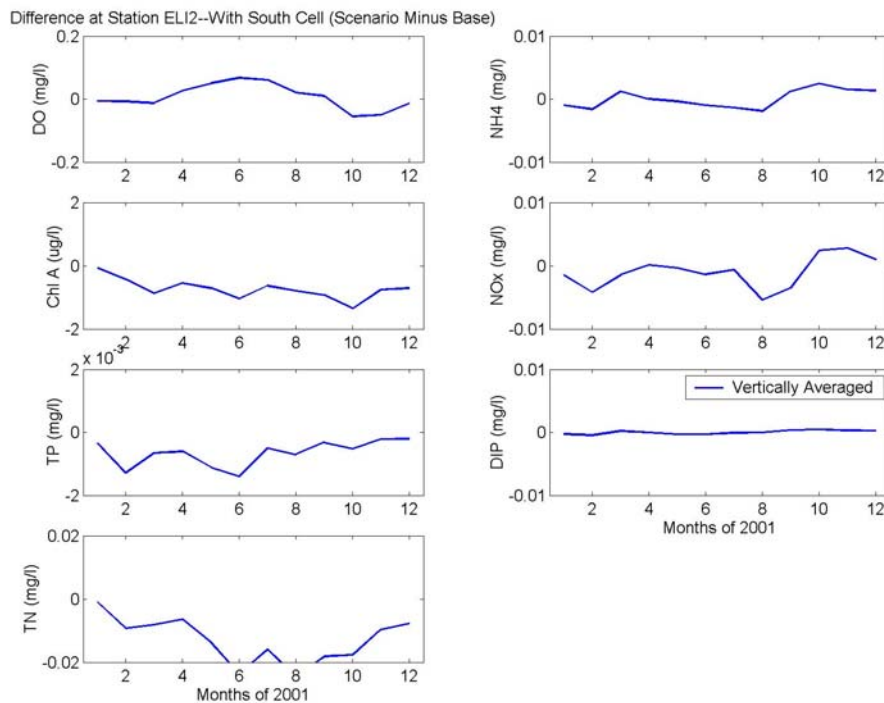 Difference at Station ELI2--With South Cell (Scenario Minus Base)
0.2
0
-0.2
DO (mg/l)
2 4 6 8 10 12
0.01
0
-0.01
NH4 (mg/l)
2 4 6 8 10 12
2
0
-2
Chl A (ug/l)
2 4 6 8 10 12
0.01
0
-0.01
NOx (mg/l)
2 4 6 8 10 12
x 10⁻³
2
0
-2
TP (mg/l)
2 4 6 8 10 12
0.01
0
-0.01
DIP (mg/l)
Vertically Averaged
2 4 6 8 10 12
Months of 2001
0.02
0
-0.02
TN (mg/l)
2 4 6 8 10 12
Months of 2001